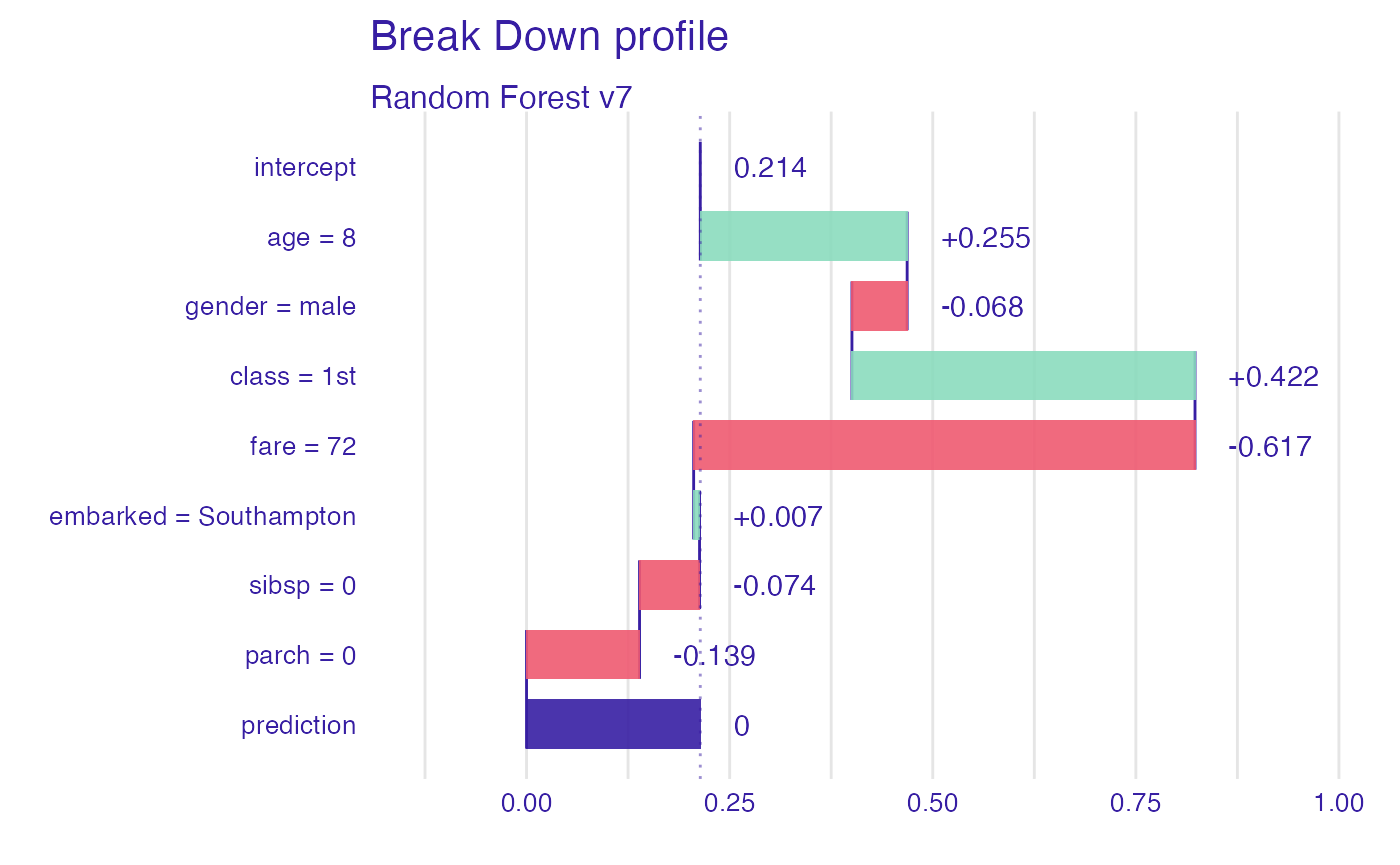 Break Down profile
Random Forest v7
intercept 0.214
age = 8 +0.255
gender = male -0.068
class = 1st +0.422
fare = 72 -0.617
embarked = Southampton +0.007
sibsp = 0 -0.074
parch = 0 -0.139
prediction 0
0.00 0.25 0.50 0.75 1.00